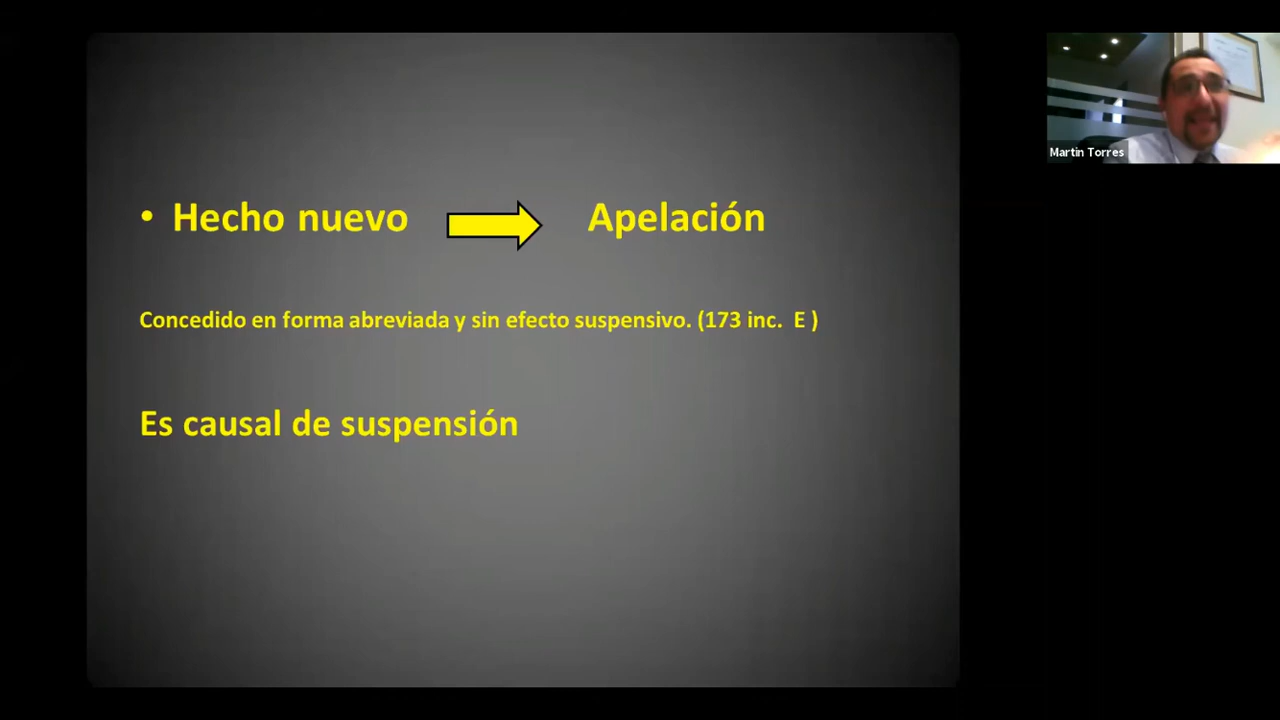 • Hecho nuevo Apelación
Concedido en forma abreviada y sin efecto suspensivo. (173 inc. E )
Es causal de suspensión
Martin Torres